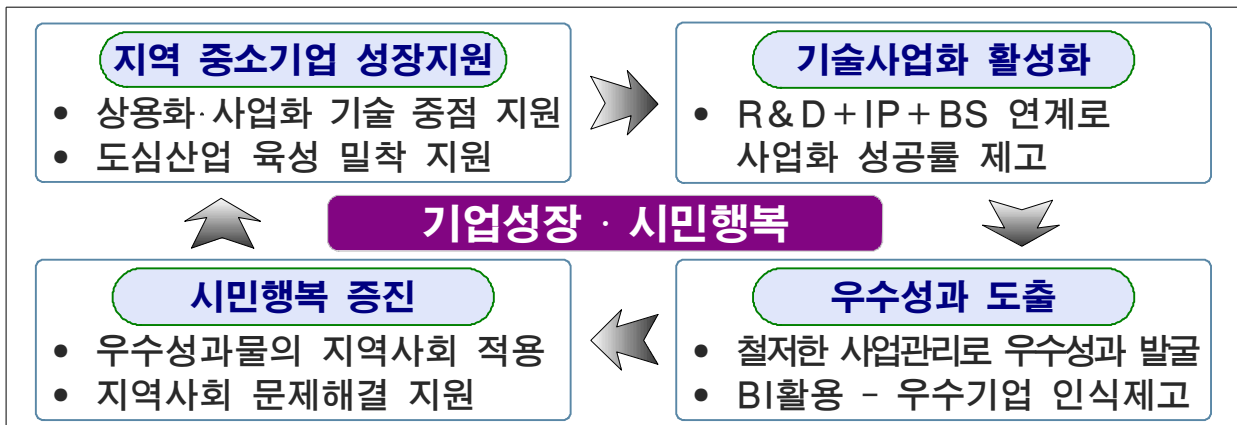 지역 중소기업 성장지원
• 상용화·사업화 기술 중점 지원
• 도심산업 육성 밀착 지원
기술사업화 활성화
• R&D+IP+BS 연계로
사업화 성공률 제고
기업성장 · 시민행복
시민행복 증진
• 우수성과물의 지역사회 적용
• 지역사회 문제해결 지원
우수성과 도출
• 철저한 사업관리로 우수성과 발굴
• BI활용 - 우수기업 인식제고